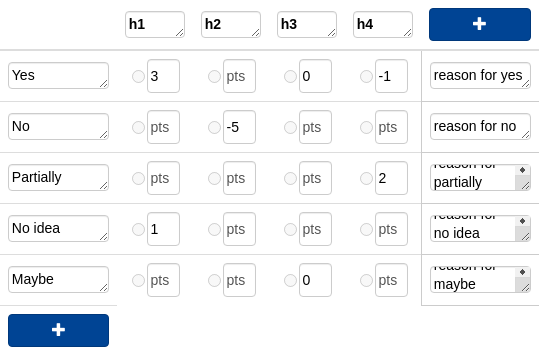 h1 h2 h3 h4 +
Yes 3 pts 0 -1 reason for yes
No pts -5 pts pts reason for no
Partially pts pts pts 2 reason for
partially
No idea 1 pts pts pts reason for
no idea
Maybe pts pts 0 pts reason for
maybe
+